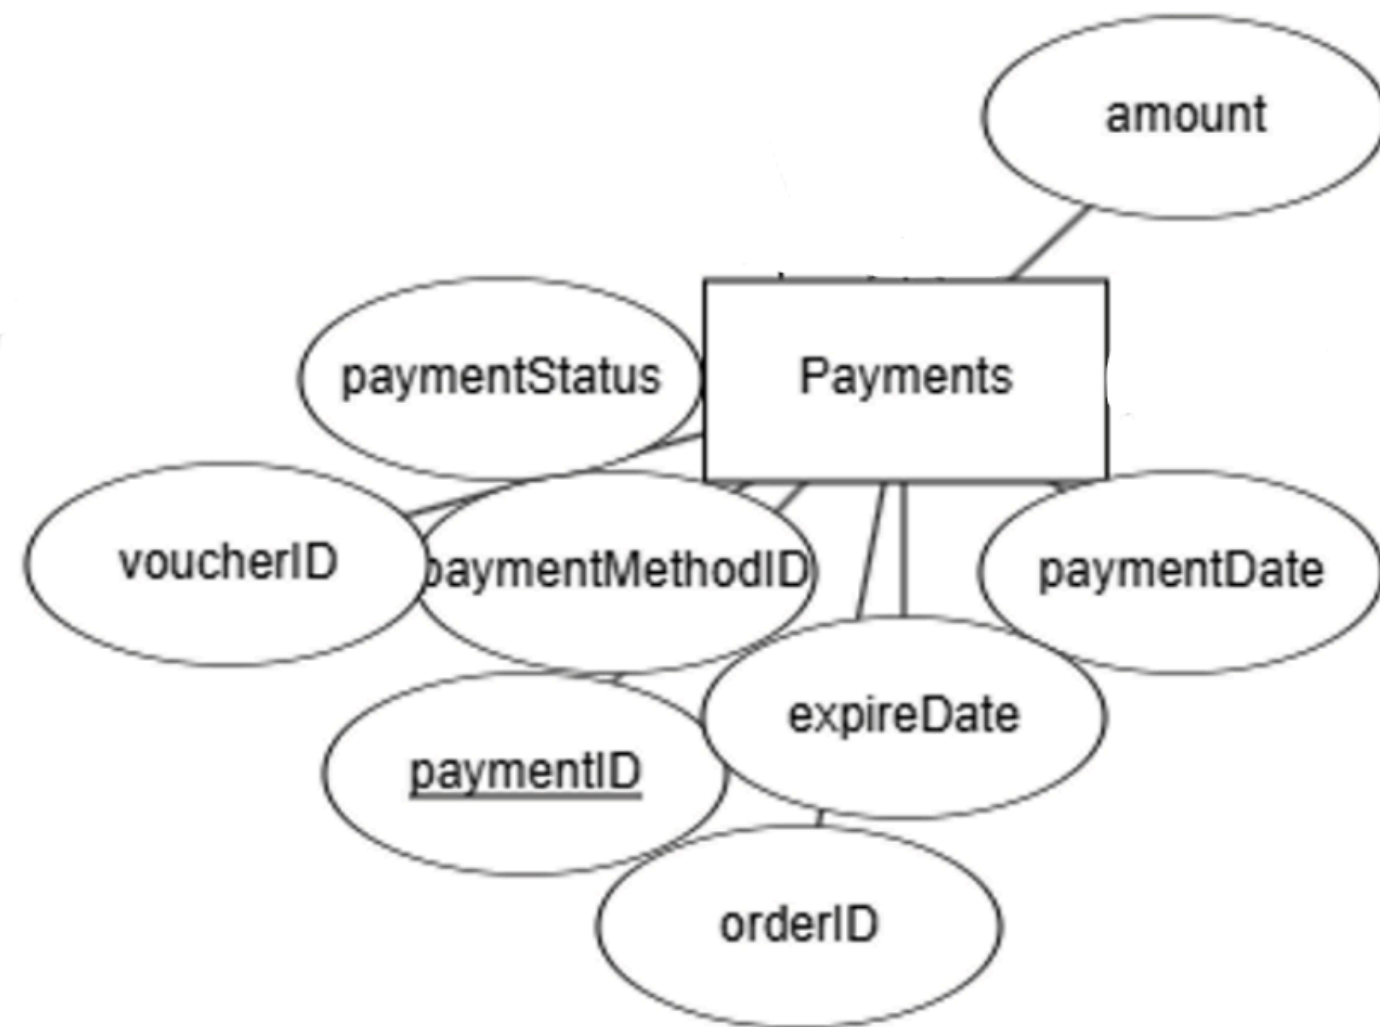 amount
paymentStatus
Payments
voucherID
paymentMethodID
paymentDate
expireDate
paymentID
orderID